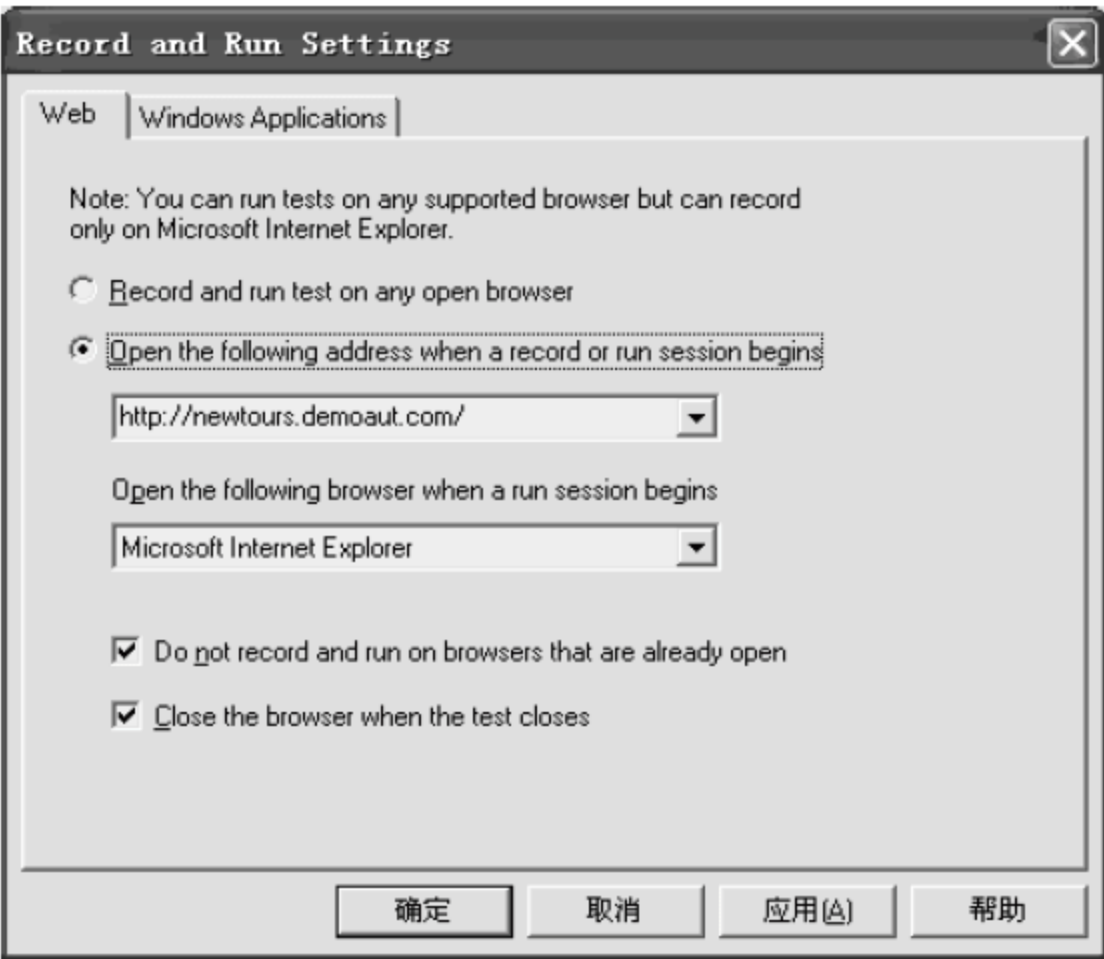 Record and Run Settings
Web
Windows Applications
Note: You can run tests on any supported browser but can record
only on Microsoft Internet Explorer.
Record and run test on any open browser
Open the following address when a record or run session begins
http://newtours.demoaut.com/
Open the following browser when a run session begins
Microsoft Internet Explorer
Do not record and run on browsers that are already open
Close the browser when the test closes
确定 取消 应用(A) 帮助